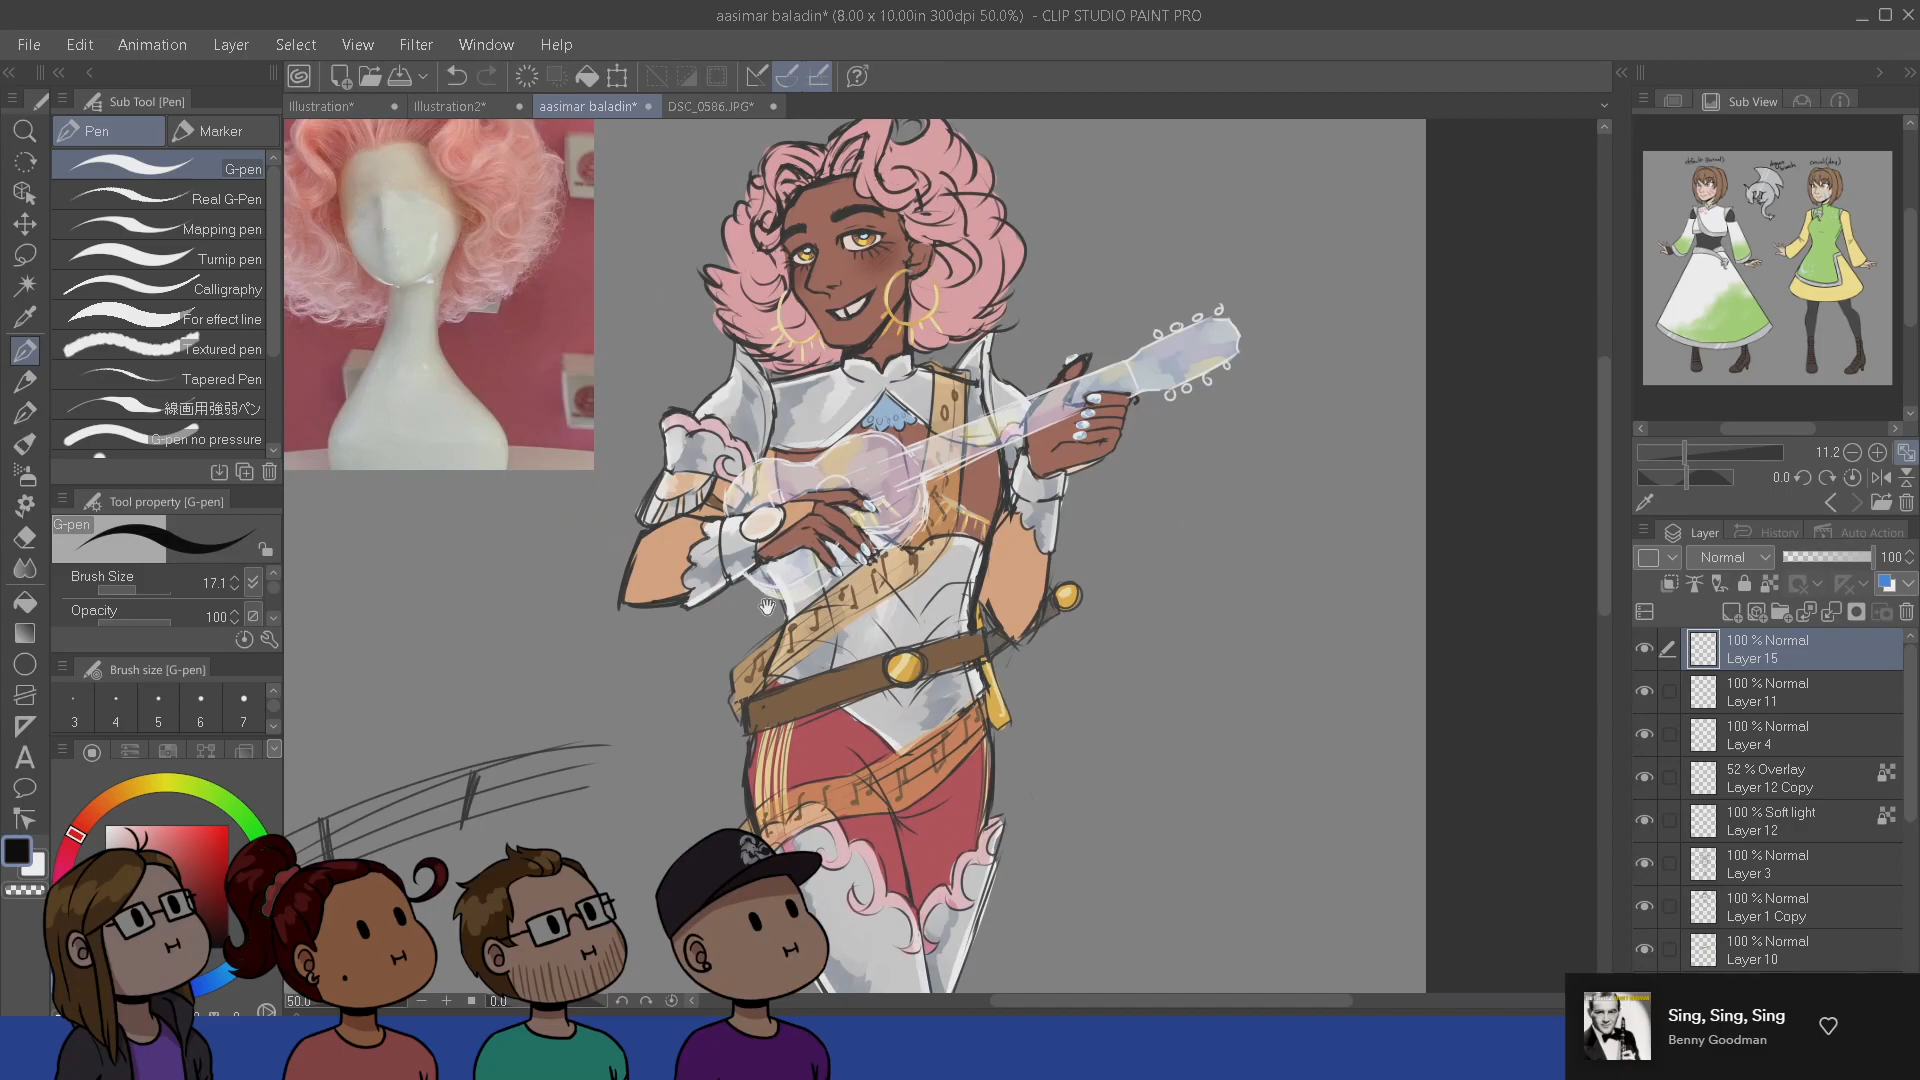 aasimar baladin* (8.00 x 10.00in 300dpi 50.0%) - CLIP STUDIO PAINT PRO
File Edit Animation Layer Select View Filter Window Help
Illustration* Illustration2* aasimar baladin* DSC_0586.JPG*
Sub Tool [Pen]
Pen Marker
G-pen
Real G-Pen
Mapping pen
Turnip pen
Calligraphy
For effect line
Textured pen
Tapered Pen
線画用強弱ペン
G-pen no pressure
Tool property [G-pen]
G-pen
Brush Size 17.1
Opacity 100
Brush size [G-pen]
3 4 5 6 7
50.0 0.0
Sub View
11.2
0.0
Layer History Auto Action
Normal 100
100 % Normal
Layer 15
100 % Normal
Layer 11
100 % Normal
Layer 4
52 % Overlay
Layer 12 Copy
100 % Soft light
Layer 12
100 % Normal
Layer 3
100 % Normal
Layer 1 Copy
100 % Normal
Layer 10
Sing, Sing, Sing
Benny Goodman